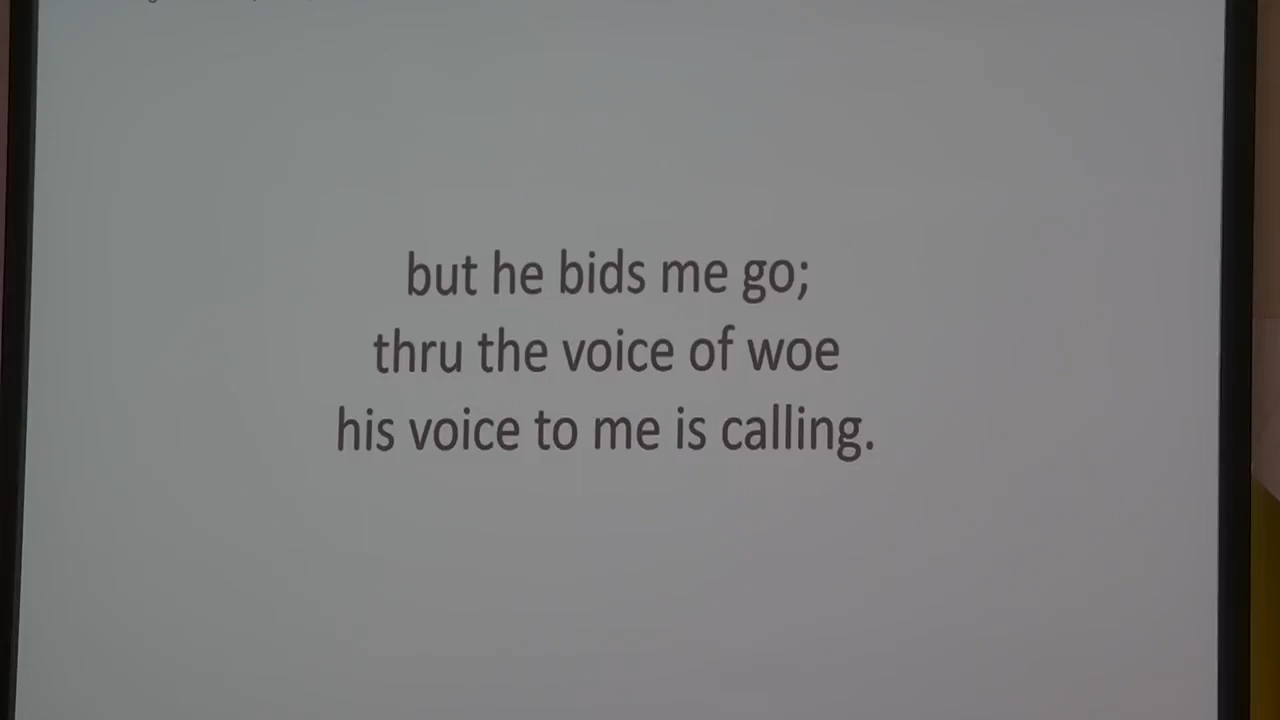 but he bids me go;
thru the voice of woe
his voice to me is calling.